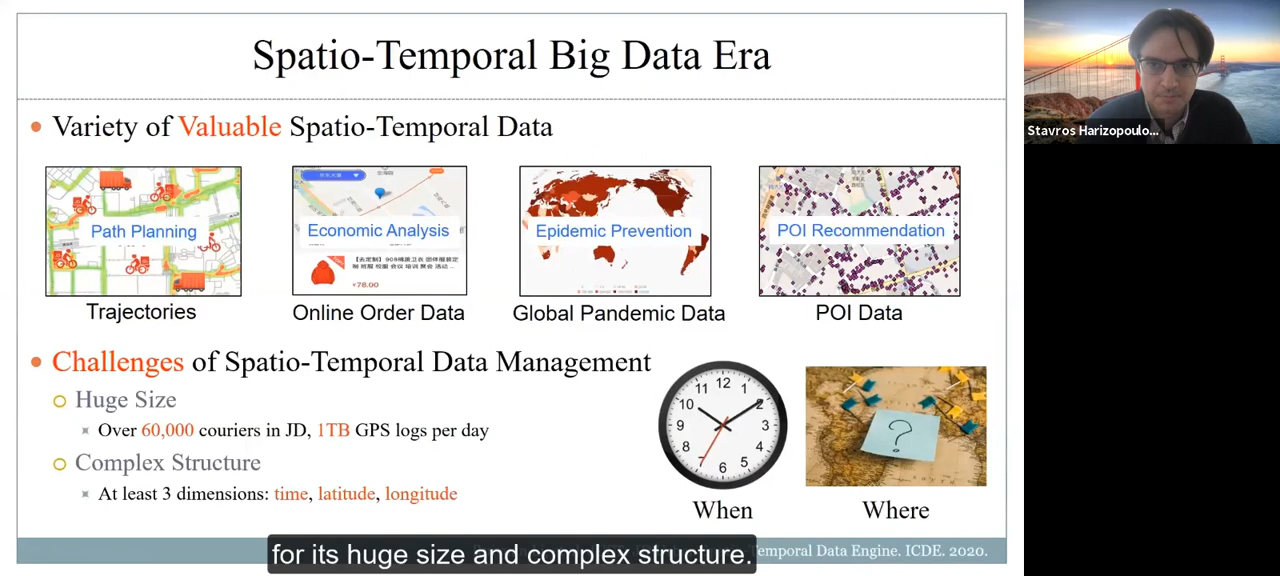 Spatio-Temporal Big Data Era
Variety of Valuable Spatio-Temporal Data
Path Planning
Economic Analysis
Epidemic Prevention
POI Recommendation
¥78.00
Trajectories
Online Order Data
Global Pandemic Data
POI Data
Challenges of Spatio-Temporal Data Management
Huge Size
Over 60,000 couriers in JD, 1TB GPS logs per day
Complex Structure
At least 3 dimensions: time, latitude, longitude
12
1
2
3
4
5
6
7
8
9
10
11
?
When
Where
for its huge size and complex structure.
Temporal Data Engine. ICDE. 2020.
Stavros Harizopoulo...